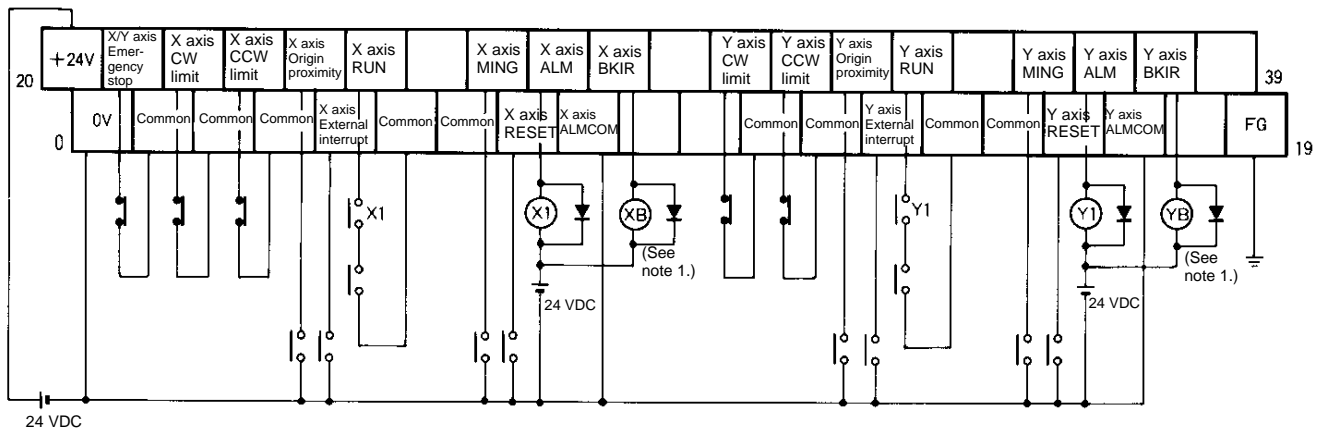 20
+24V
X/Y axis
Emer-
gency
stop
X axis
CW
limit
X axis
CCW
limit
X axis
Origin
proximity
X axis
RUN
X axis
MING
X axis
ALM
X axis
BKIR
Y axis
CW
limit
Y axis
CCW
limit
Y axis
Origin
proximity
Y axis
RUN
Y axis
MING
Y axis
ALM
Y axis
BKIR
39
0
0V
Common
Common
Common
X axis
External
interrupt
Common
Common
X axis
RESET
X axis
ALMCOM
Common
Common
Y axis
External
interrupt
Common
Common
Y axis
RESET
Y axis
ALMCOM
FG
19
X1
X1
XB
(See
note 1.)
24 VDC
Y1
Y1
YB
(See
note 1.)
24 VDC
24 VDC